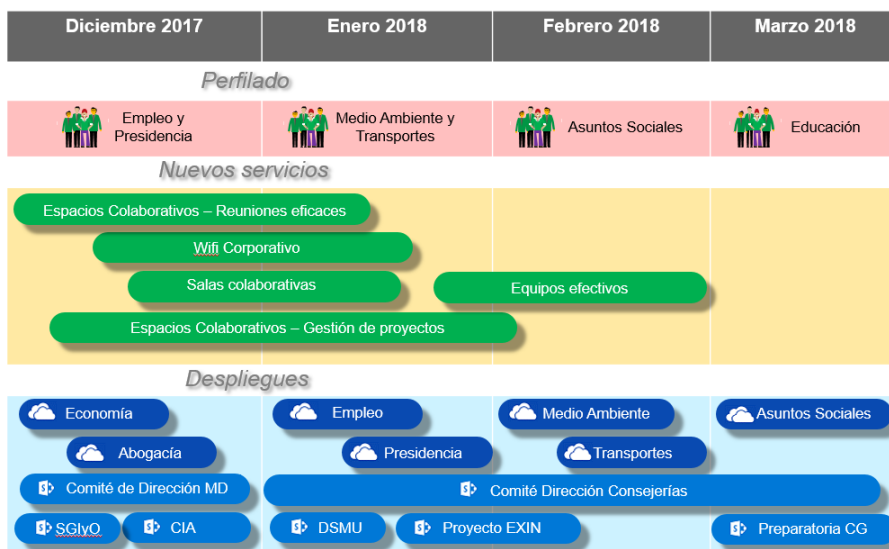 Diciembre 2017
Enero 2018
Febrero 2018
Marzo 2018
Perfilado
Empleo y
Presidencia
Medio Ambiente y
Transportes
Asuntos Sociales
Educación
Nuevos servicios
Espacios Colaborativos – Reuniones eficaces
Wifi Corporativo
Salas colaborativas
Equipos efectivos
Espacios Colaborativos – Gestión de proyectos
Despliegues
Economía
Empleo
Medio Ambiente
Asuntos Sociales
Abogacía
Presidencia
Transportes
Comité de Dirección MD
Comité Dirección Consejerías
SGIyO
CIA
DSMU
Proyecto EXIN
Preparatoria CG